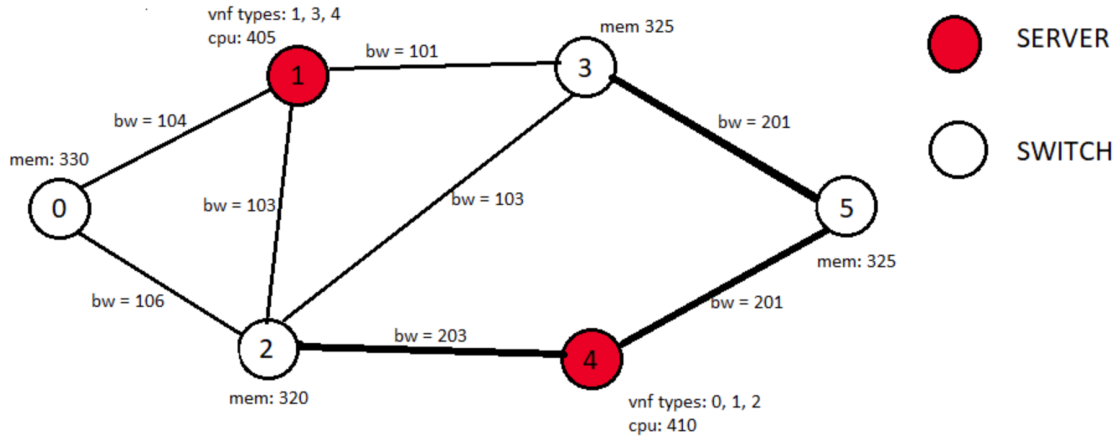 vnf types: 1, 3, 4
cpu: 405
mem 325
SERVER
1
bw = 101
3
bw = 104
bw = 201
SWITCH
mem: 330
0
bw = 103
bw = 103
5
mem: 325
bw = 106
bw = 201
2
bw = 203
4
mem: 320
vnf types: 0, 1, 2
cpu: 410